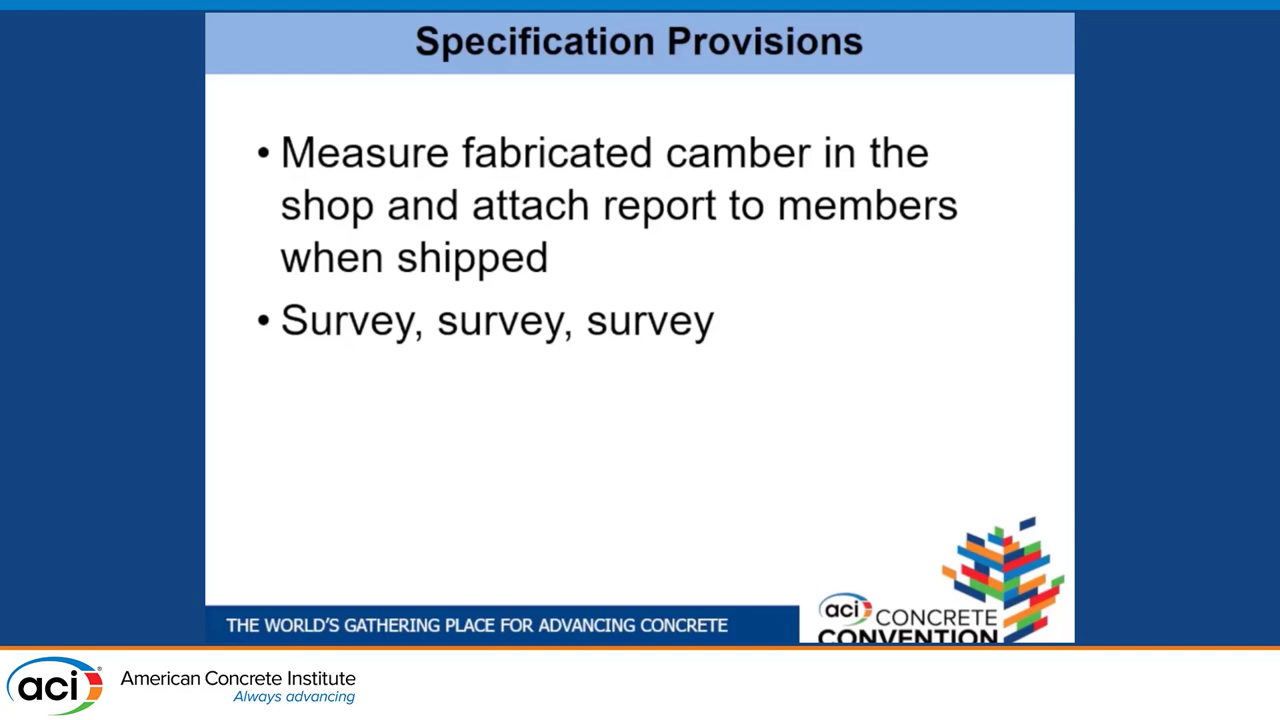 Specification Provisions
• Measure fabricated camber in the
shop and attach report to members
when shipped
• Survey, survey, survey
THE WORLD'S GATHERING PLACE FOR ADVANCING CONCRETE
aci CONCRETE
CONVENTION
aci® American Concrete Institute
Always advancing